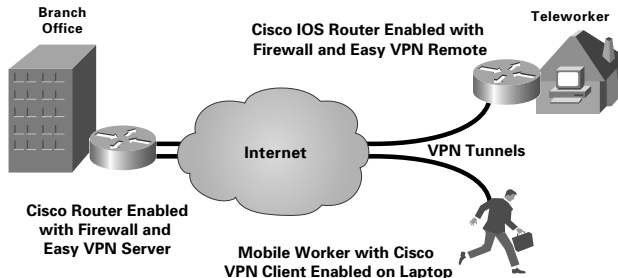 Branch
Office
Cisco IOS Router Enabled with
Firewall and Easy VPN Remote
Teleworker
Internet
VPN Tunnels
Cisco Router Enabled
with Firewall and
Easy VPN Server
Mobile Worker with Cisco
VPN Client Enabled on Laptop